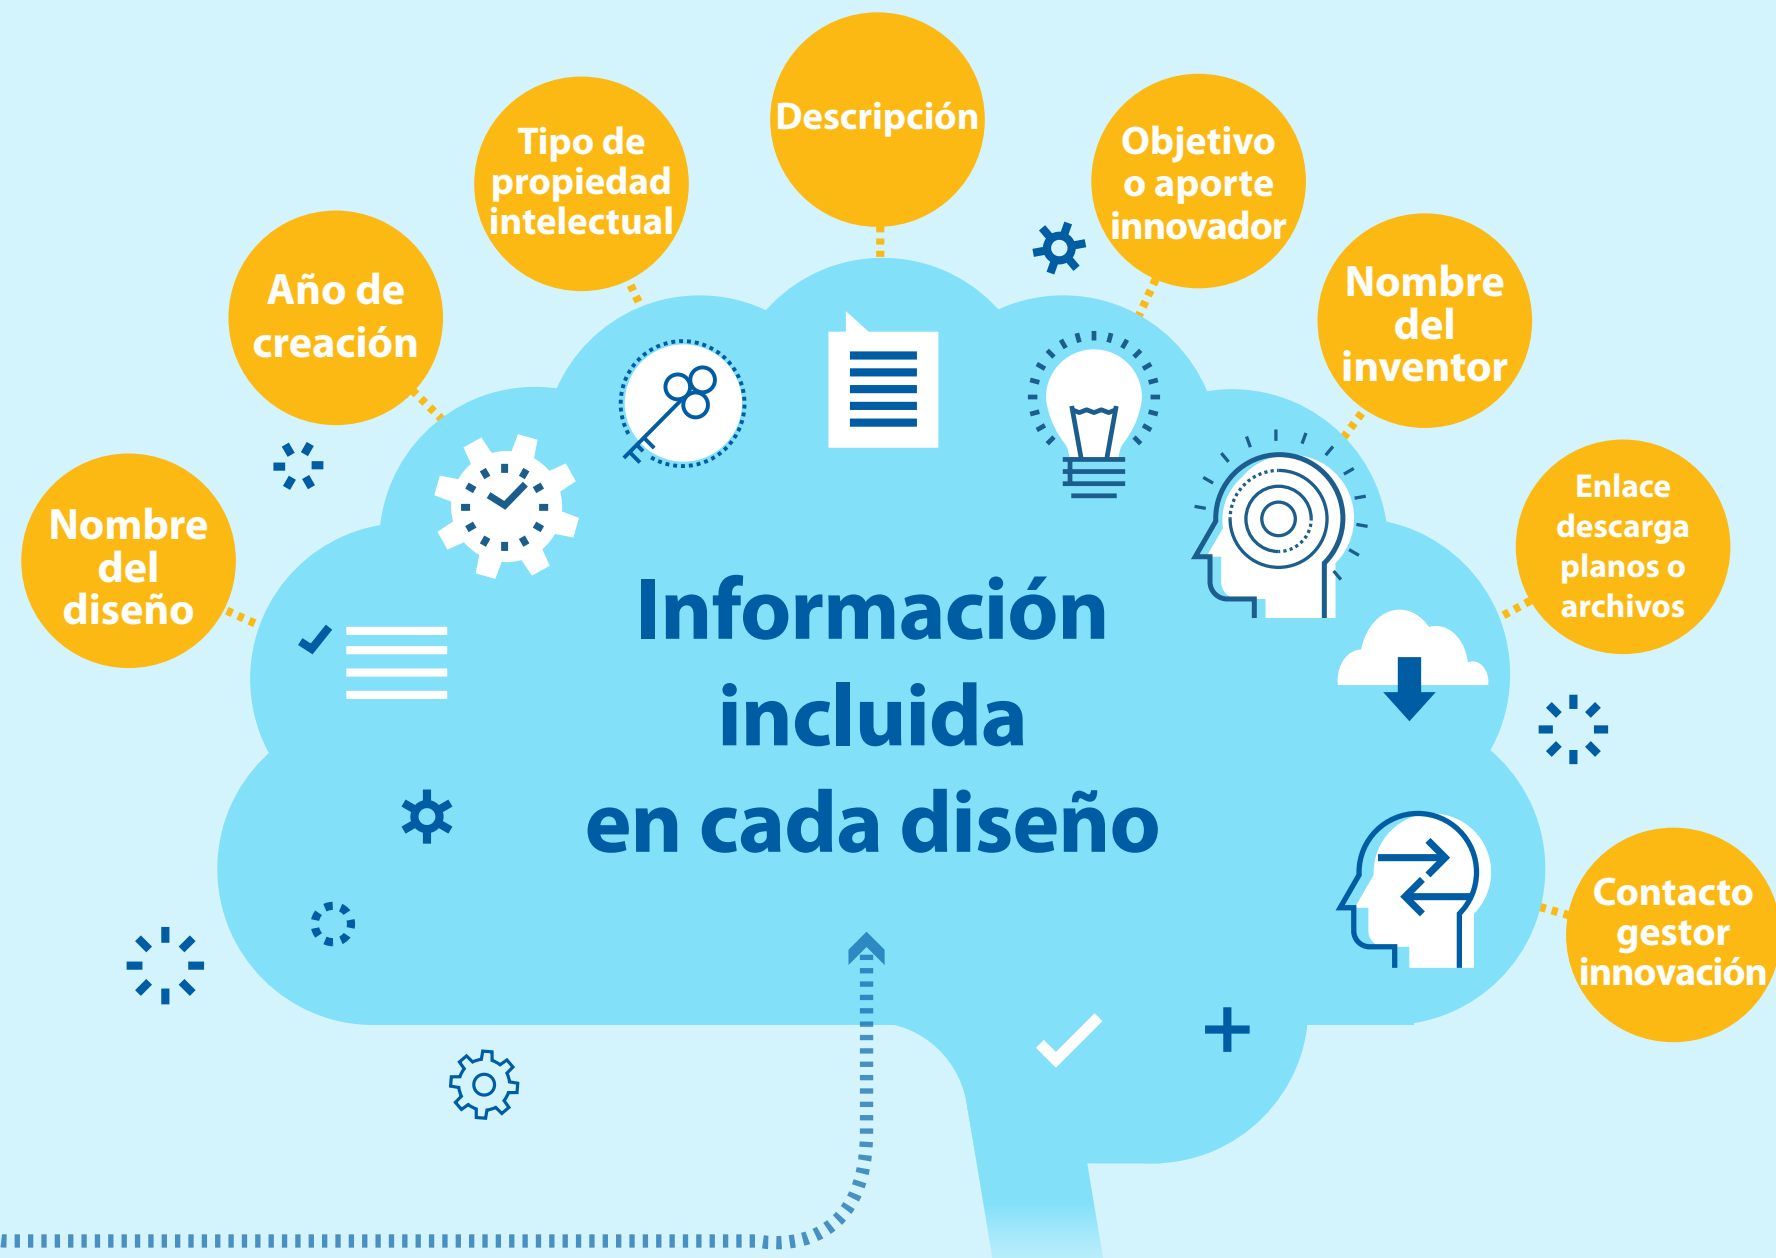 Nombre
del
diseño
Año de
creación
Tipo de
propiedad
intelectual
Descripción
Objetivo
o aporte
innovador
Nombre
del
inventor
Enlace
descarga
planos o
archivos
Contacto
gestor
innovación
Información
incluida
en cada diseño